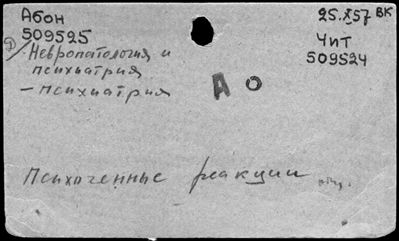 Абон
509525
25.X57 ВК
Чит
509524
Невропатология и
психиатрия
– психиатрия
А о
Психогенные реакции